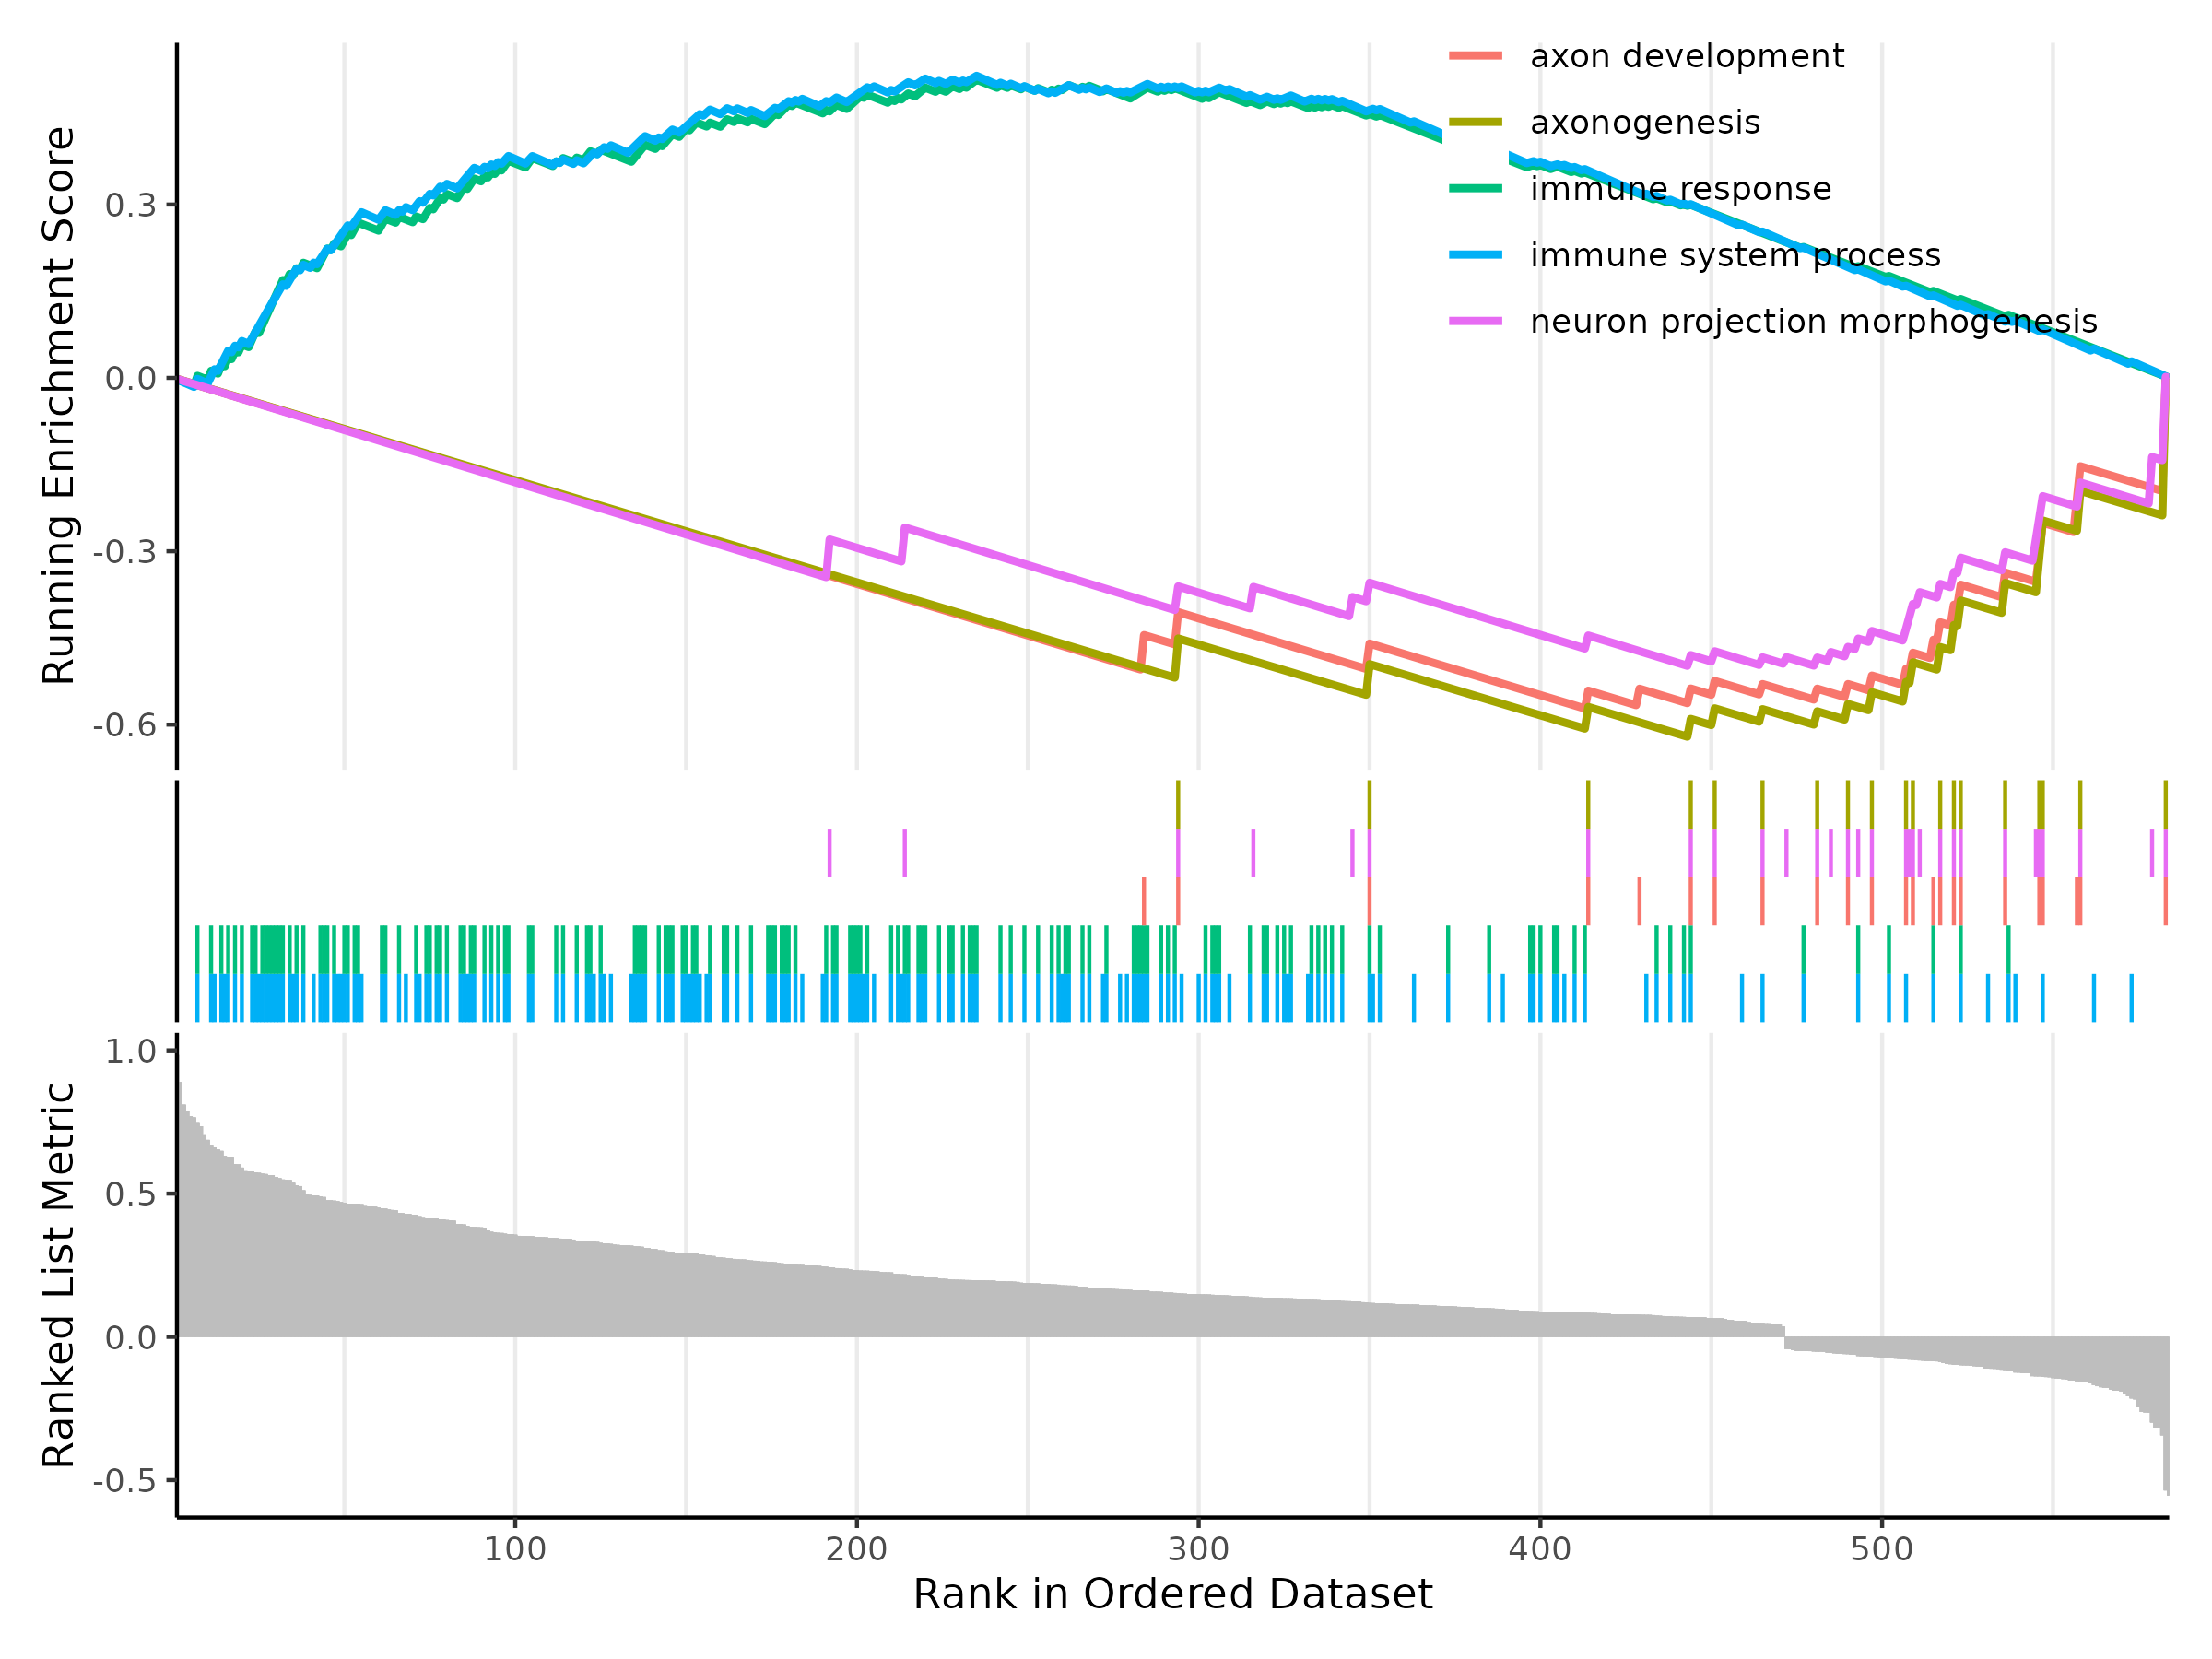 axon development
axonogenesis
immune response
immune system process
neuron projection morphogenesis
Running Enrichment Score
0.3
0.0
-0.3
-0.6
Ranked List Metric
1.0
0.5
0.0
-0.5
100 200 300 400 500
Rank in Ordered Dataset